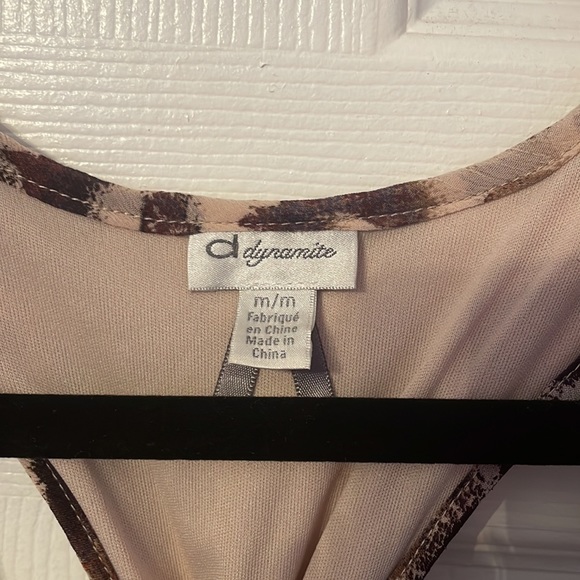 d dynamite
m/m
Fabriqué
en Chine
Made in
China